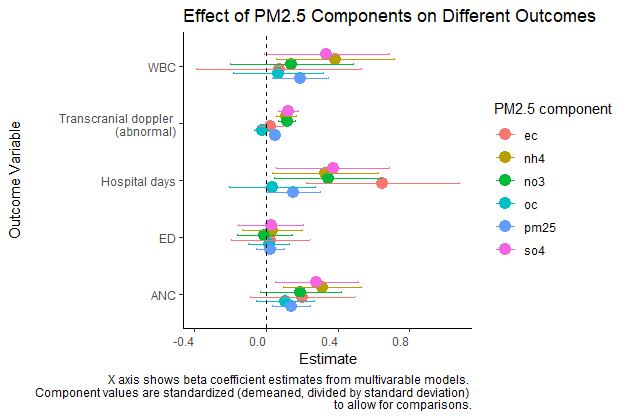 Effect of PM2.5 Components on Different Outcomes
Outcome Variable
WBC
Transcranial doppler
(abnormal)
Hospital days
ED
ANC
-0.4 0.0 0.4 0.8
Estimate
PM2.5 component
ec
nh4
no3
oc
pm25
so4
X axis shows beta coefficient estimates from multivariable models.
Component values are standardized (demeaned, divided by standard deviation)
to allow for comparisons.